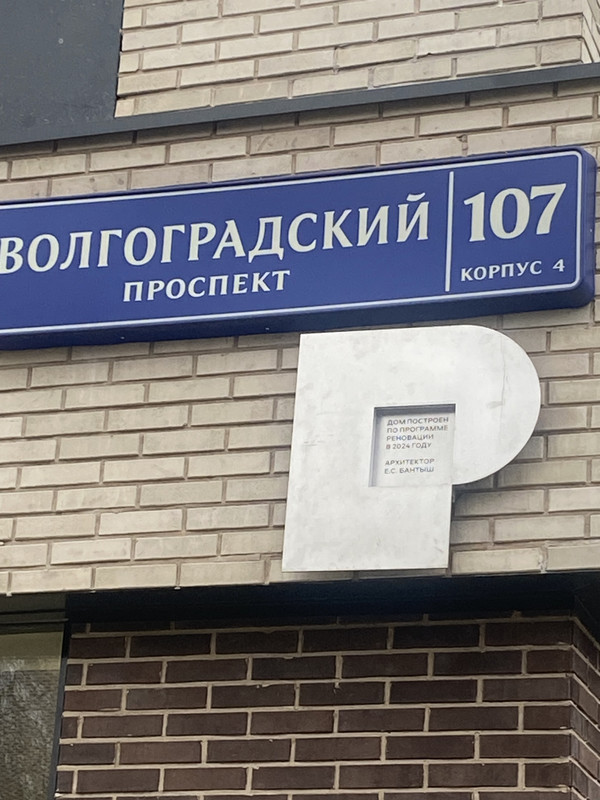 ВОЛГОГРАДСКИЙ
ПРОСПЕКТ
107
КОРПУС 4
Р
ДОМ ПОСТРОЕН
ПО ПРОГРАММЕ
РЕНОВАЦИИ
В 2024 ГОДУ
АРХИТЕКТОР
Е.С. БАНТЫШ